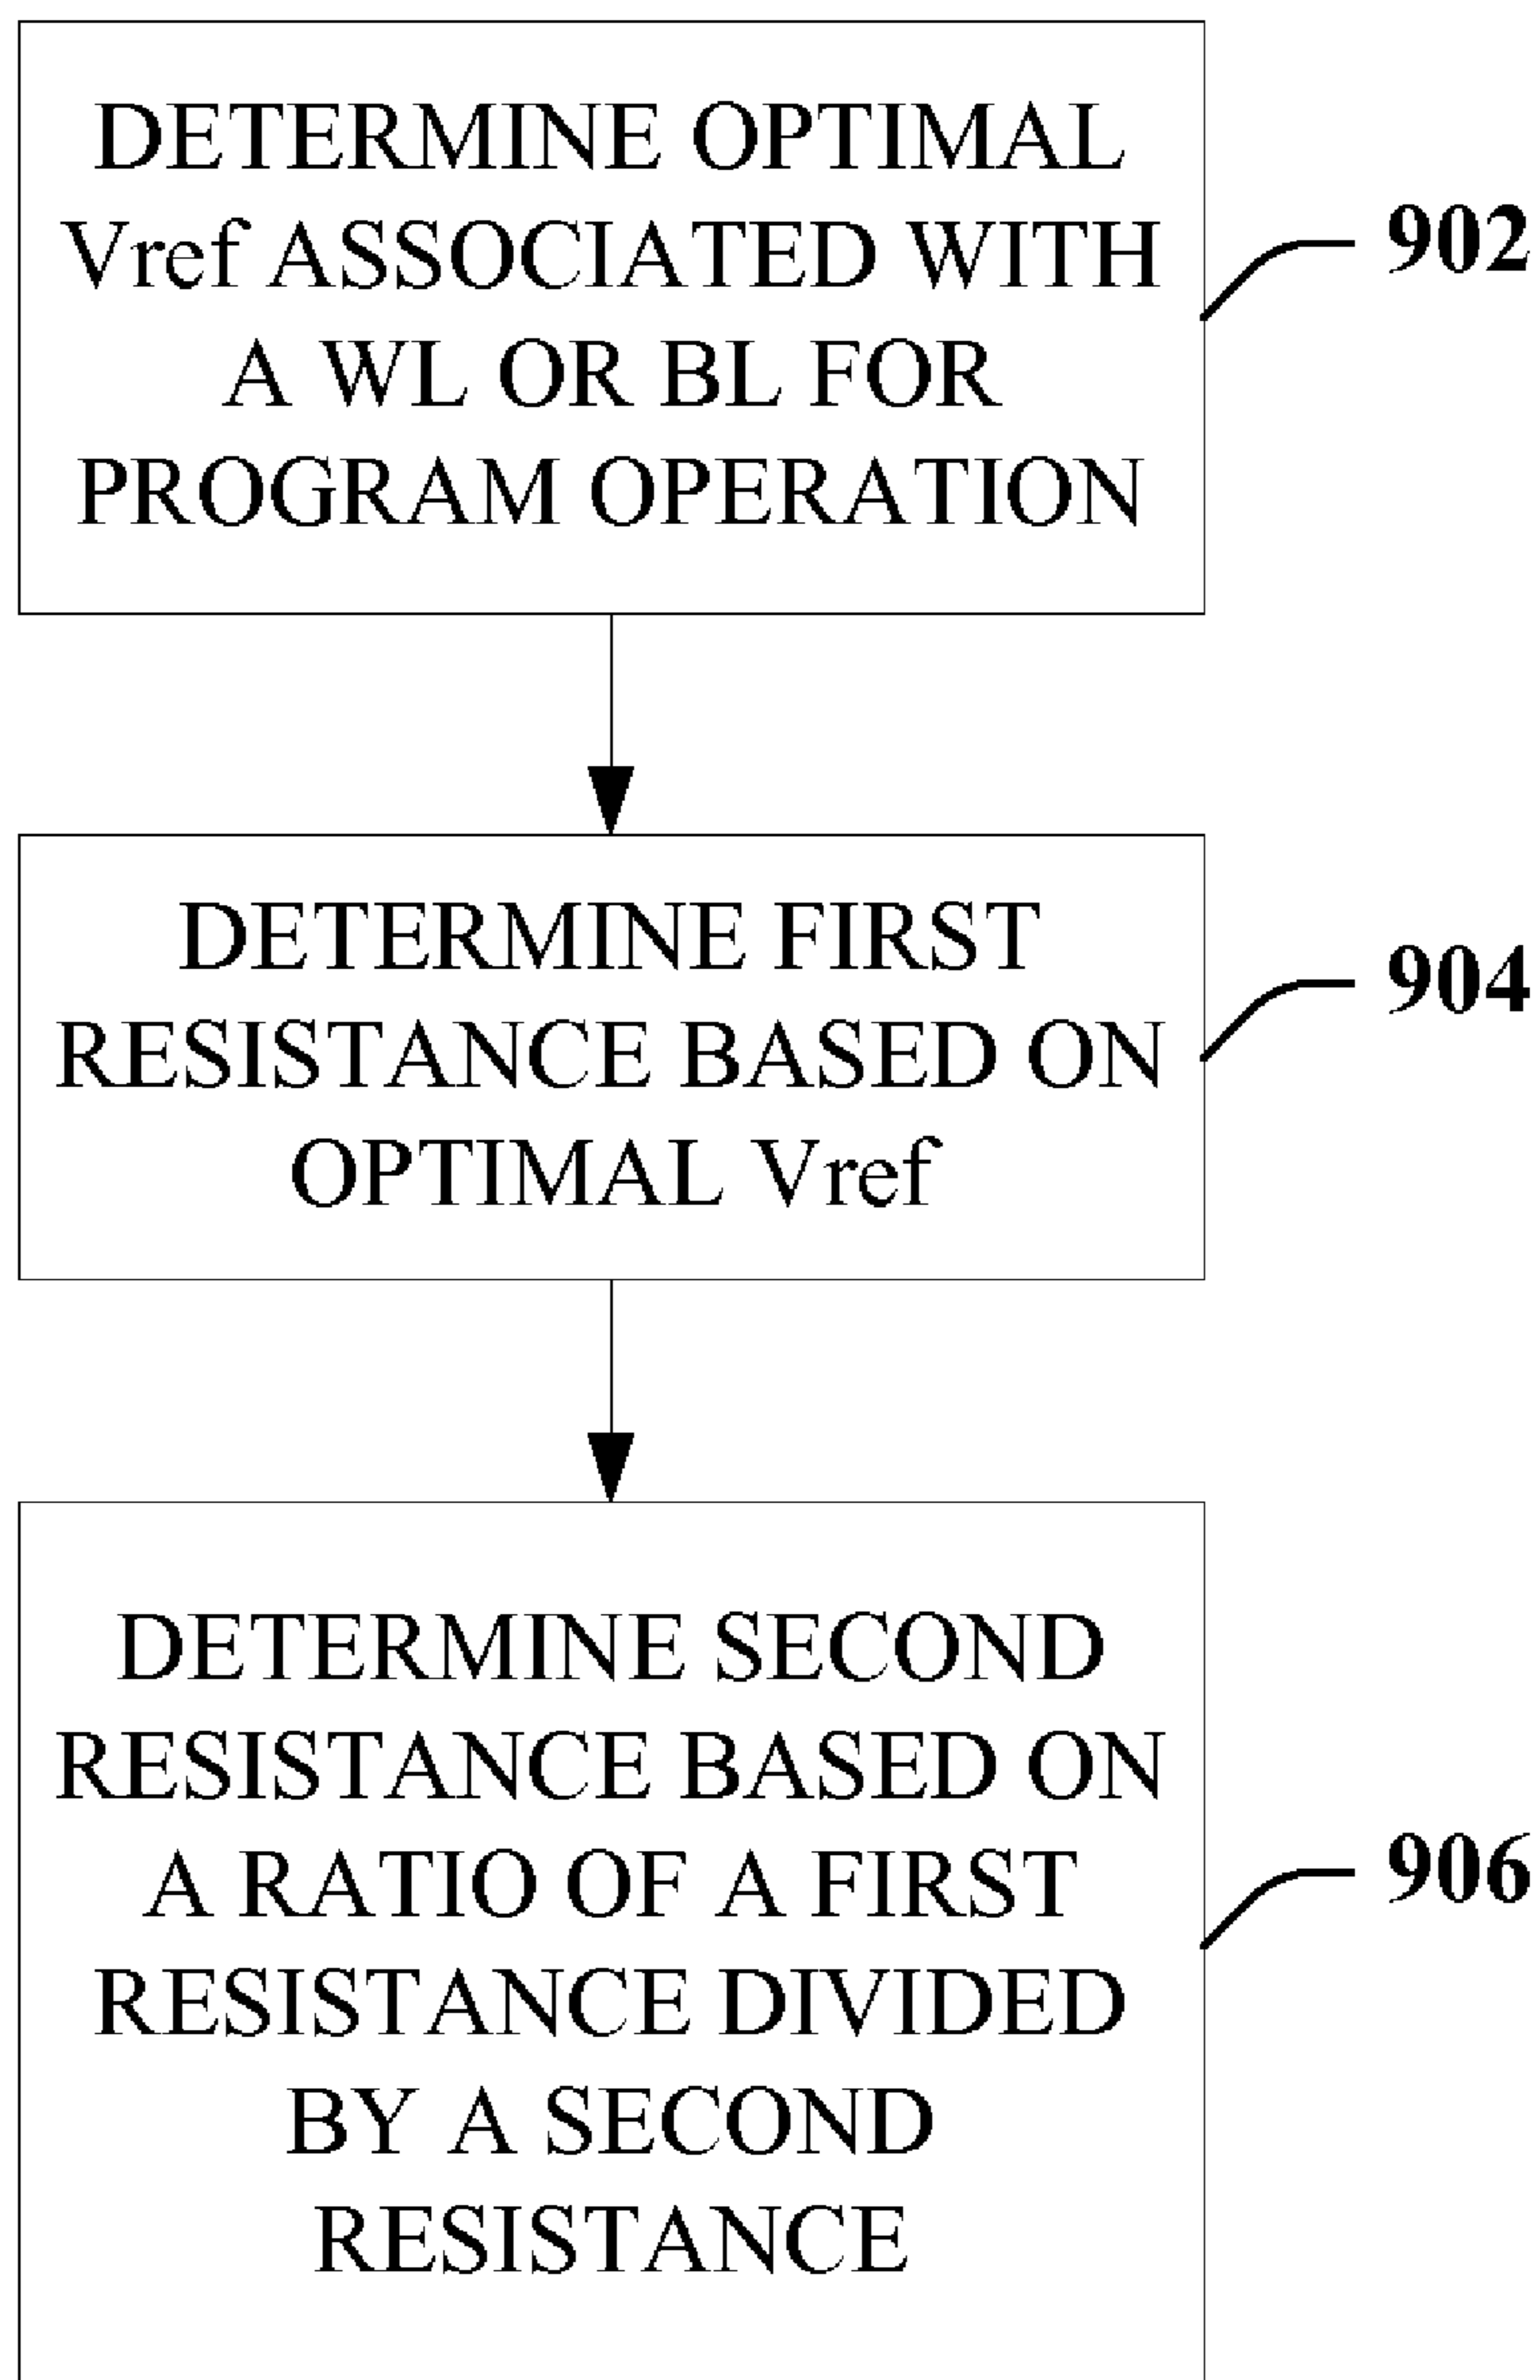 DETERMINE OPTIMAL
Vref ASSOCIATED WITH
A WL OR BL FOR
PROGRAM OPERATION
902
DETERMINE FIRST
RESISTANCE BASED ON
OPTIMAL Vref
904
DETERMINE SECOND
RESISTANCE BASED ON
A RATIO OF A FIRST
RESISTANCE DIVIDED
BY A SECOND
RESISTANCE
906